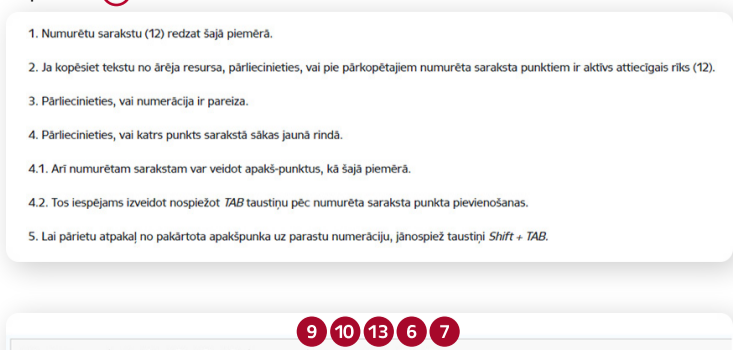 1. Numurētu sarakstu (12) redzat šajā piemērā.
2. Ja kopēsiet tekstu no ārēja resursa, pārliecinieties, vai pie pārkopētajiem numurēta saraksta punktiem ir aktīvs attiecīgais rīks (12).
3. Pārliecinieties, vai numerācija ir pareiza.
4. Pārliecinieties, vai katrs punkts sarakstā sākas jaunā rindā.
4.1. Arī numurētam sarakstam var veidot apakš-punktus, kā šajā piemērā.
4.2. Tos iespējams izveidot nospiežot TAB taustiņu pēc numurēta saraksta punkta pievienošanas.
5. Lai pārietu atpakaļ no pakārtota apakšpunka uz parastu numerāciju, jānospiež taustiņi Shift + TAB.
9 10 13 6 7